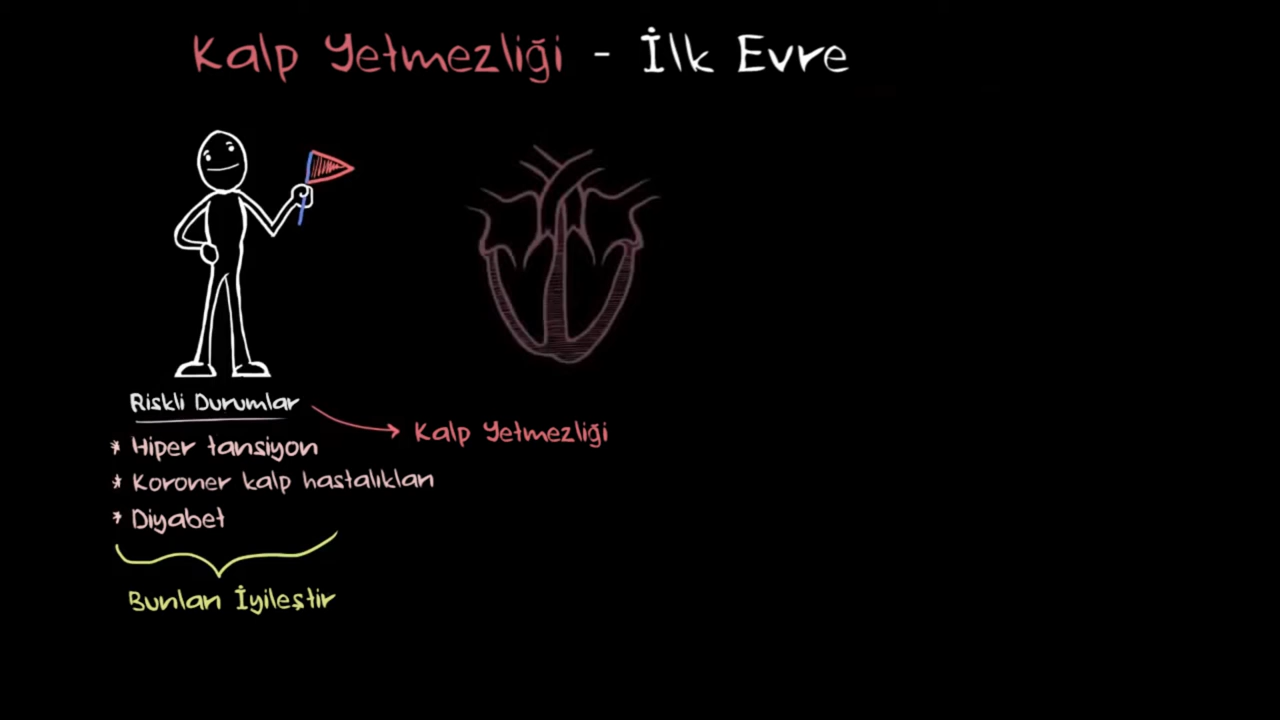 Kalp Yetmezliği - İlk Evre
Riskli Durumlar
Kalp Yetmezliği
* Hiper tansiyon
* Koroner kalp hastalıkları
* Diyabet
Bunları İyileştir